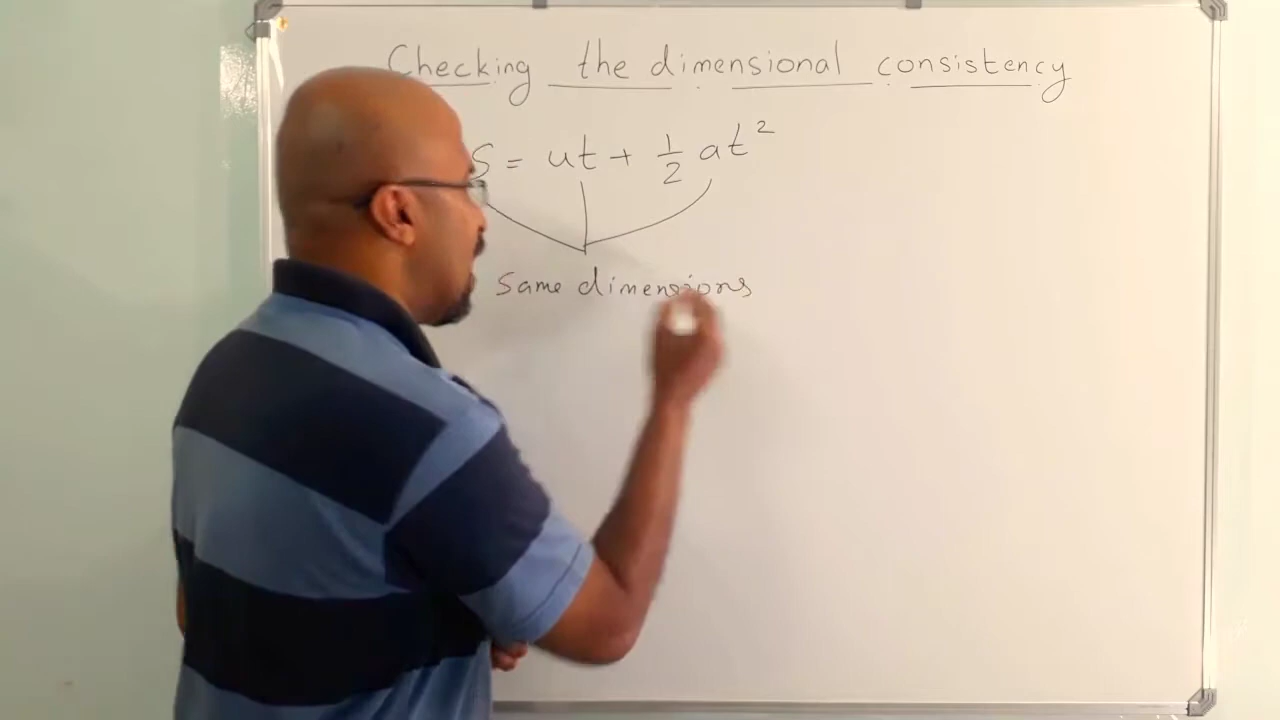 Checking the dimensional consistency
S = ut + 1/2 at²
Same dimensions